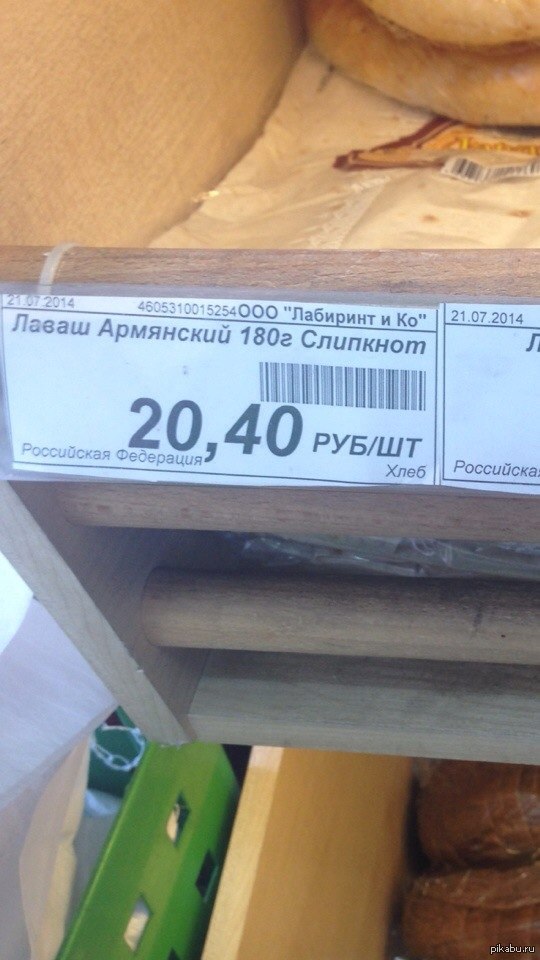 21.07.2014 4605310015254ООО "Лабиринт и Ко"
Лаваш Армянский 180г Слипкнот
20,40 РУБ/ШТ
Российская Федерация
Хлеб
21.07.2014
Л
Российская
pikabu.ru